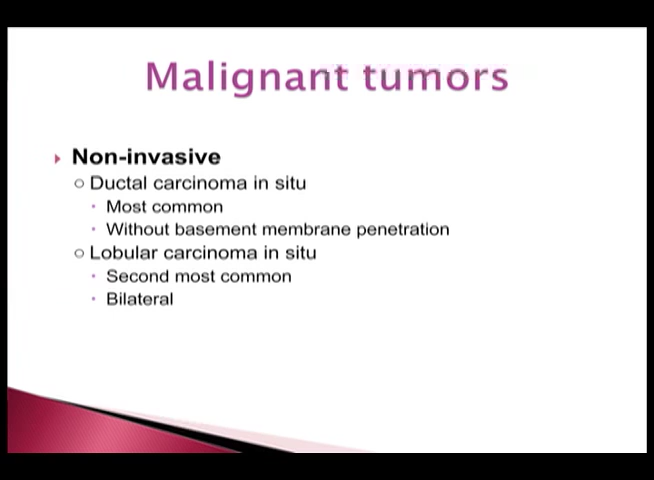 Malignant tumors
Non-invasive
Ductal carcinoma in situ
Most common
Without basement membrane penetration
Lobular carcinoma in situ
Second most common
Bilateral